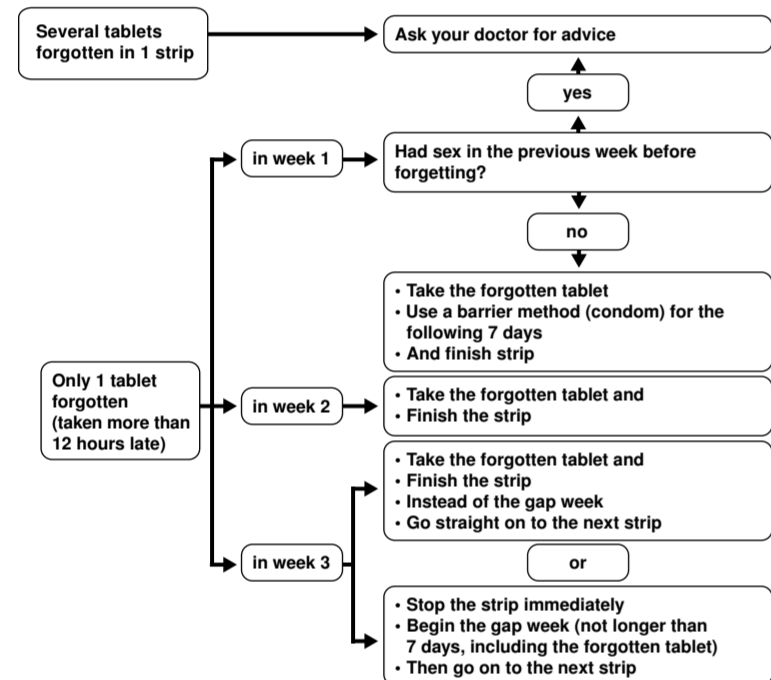 Several tablets
forgotten in 1 strip
Ask your doctor for advice
yes
in week 1
Had sex in the previous week before
forgetting?
no
• Take the forgotten tablet
• Use a barrier method (condom) for the
following 7 days
• And finish strip
Only 1 tablet
forgotten
(taken more than
12 hours late)
in week 2
• Take the forgotten tablet and
• Finish the strip
in week 3
• Take the forgotten tablet and
• Finish the strip
• Instead of the gap week
• Go straight on to the next strip
or
• Stop the strip immediately
• Begin the gap week (not longer than
7 days, including the forgotten tablet)
• Then go on to the next strip